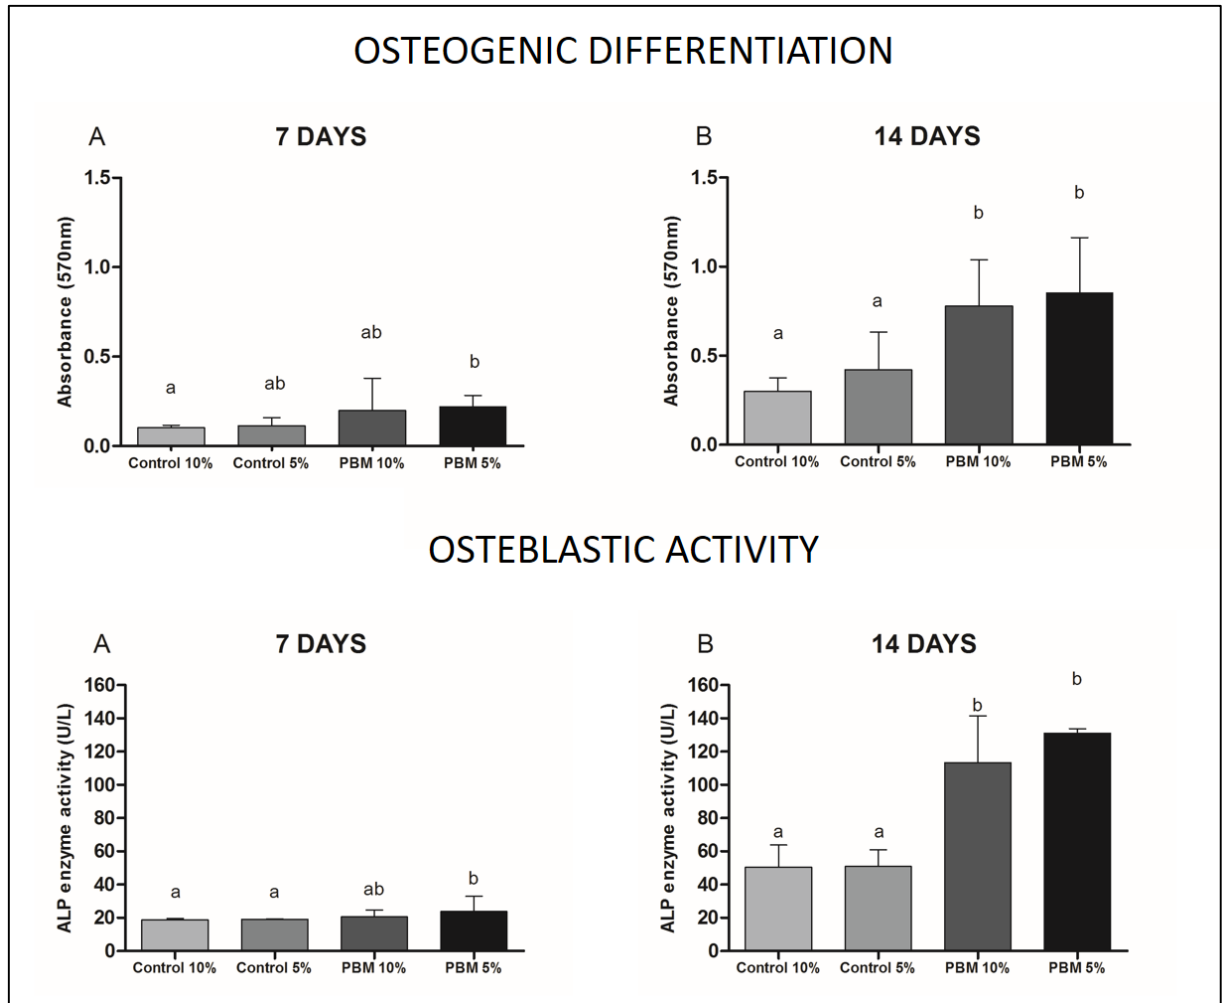 OSTEOGENIC DIFFERENTIATION
A
7 DAYS
Absorbance (570nm)
1.5
1.0
0.5
0.0
a
ab
ab
b
Control 10% Control 5% PBM 10% PBM 5%
B
14 DAYS
Absorbance (570nm)
1.5
1.0
0.5
0.0
a
a
b
b
Control 10% Control 5% PBM 10% PBM 5%
OSTEBLASTIC ACTIVITY
A
7 DAYS
ALP enzyme activity (U/L)
160
140
120
100
80
60
40
20
0
a
a
ab
b
Control 10% Control 5% PBM 10% PBM 5%
B
14 DAYS
ALP enzyme activity (U/L)
160
140
120
100
80
60
40
20
0
a
a
b
b
Control 10% Control 5% PBM 10% PBM 5%